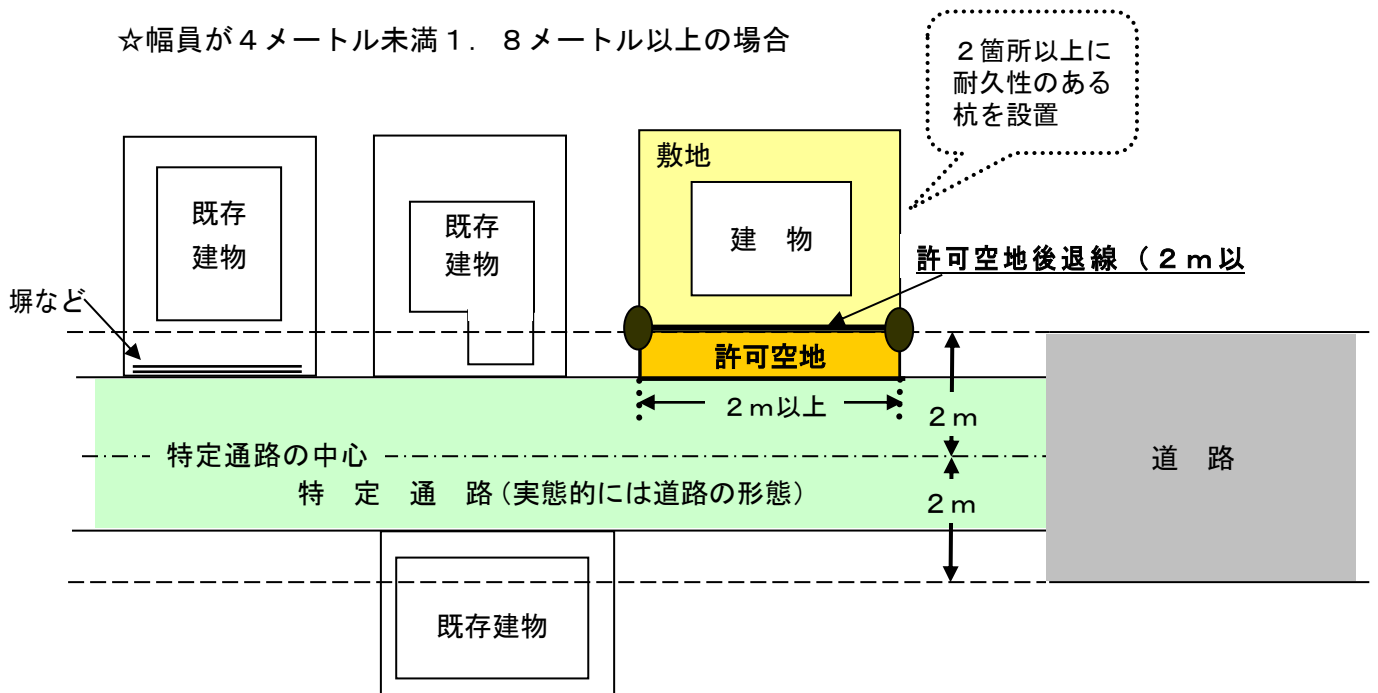 ☆幅員が４メートル未満１．８メートル以上の場合
２箇所以上に
耐久性のある
杭を設置
敷地
既存
建物
既存
建物
建　物
許可空地後退線（２ｍ以
塀など
許可空地
２ｍ以上
２ｍ
特定通路の中心
道　路
特　定　通　路（実態的には道路の形態）
２ｍ
既存建物